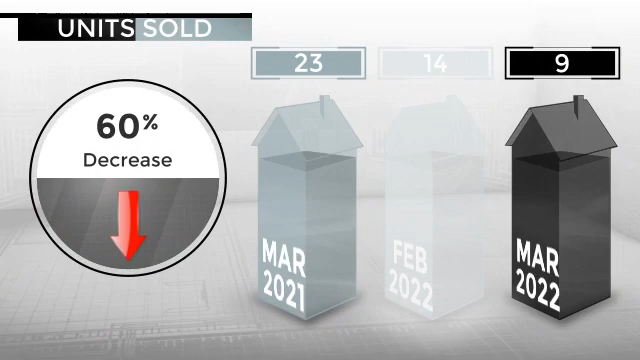 UNITS SOLD
23
14
9
60%
Decrease
MAR
2021
FEB
2022
MAR
2022